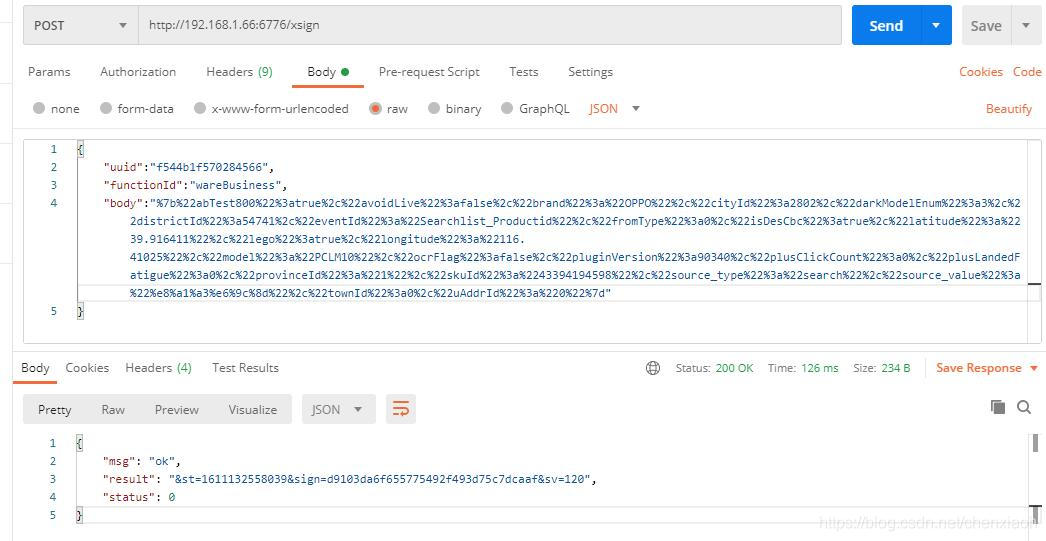 POST http://192.168.1.66:6776/xsign Send Save
Params Authorization Headers (9) Body Pre-request Script Tests Settings Cookies Code
none form-data x-www-form-urlencoded raw binary GraphQL JSON Beautify
1 {
2 "uuid":"f544b1f570284566",
3 "functionId":"wareBusiness",
4 "body":"%7b%22abTest800%22%3atrue%2c%22avoidLive%22%3afalse%2c%22brand%22%3a%22OPPO%22%2c%22cityId%22%3a2802%2c%22darkModelEnum%22%3a3%2c%2
2districtId%22%3a54741%2c%22eventId%22%3a%22Searchlist_Productid%22%2c%22fromType%22%3a0%2c%22isDesCbc%22%3atrue%2c%22latitude%22%3a%22
39.916411%22%2c%22lego%22%3atrue%2c%22longitude%22%3a%22116.
41025%22%2c%22model%22%3a%22PCLM10%22%2c%22ocrFlag%22%3afalse%2c%22pluginVersion%22%3a90340%2c%22plusClickCount%22%3a0%2c%22plusLandedF
atigue%22%3a0%2c%22provinceId%22%3a%221%22%2c%22skuId%22%3a%2243394194598%22%2c%22source_type%22%3a%22search%22%2c%22source_value%22%3a
%22%e8%a1%a3%e6%9c%8d%22%2c%22townId%22%3a0%2c%22uAddrId%22%3a%220%22%7d"
5 }
Body Cookies Headers (4) Test Results Status: 200 OK Time: 126 ms Size: 234 B Save Response
Pretty Raw Preview Visualize JSON
1 {
2 "msg": "ok",
3 "result": "&st=1611132558039&sign=d9103da6f655775492f493d75c7dcaaf&sv=120",
4 "status": 0
5 }